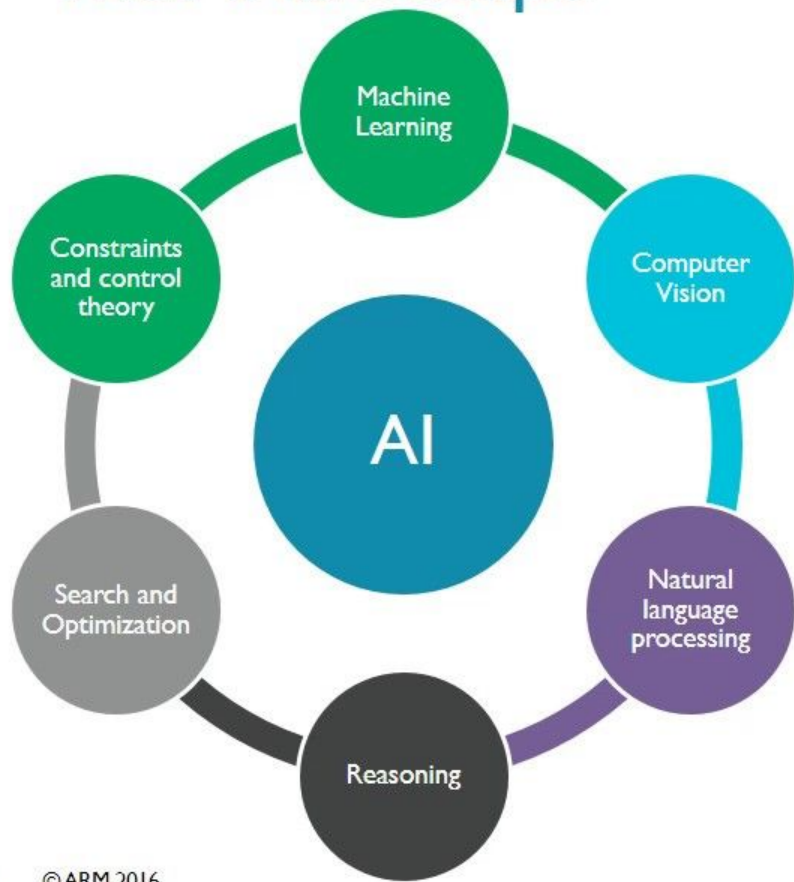 Machine
Learning
Computer
Vision
Natural
language
processing
Reasoning
Search and
Optimization
Constraints
and control
theory
AI
© ARM 2016